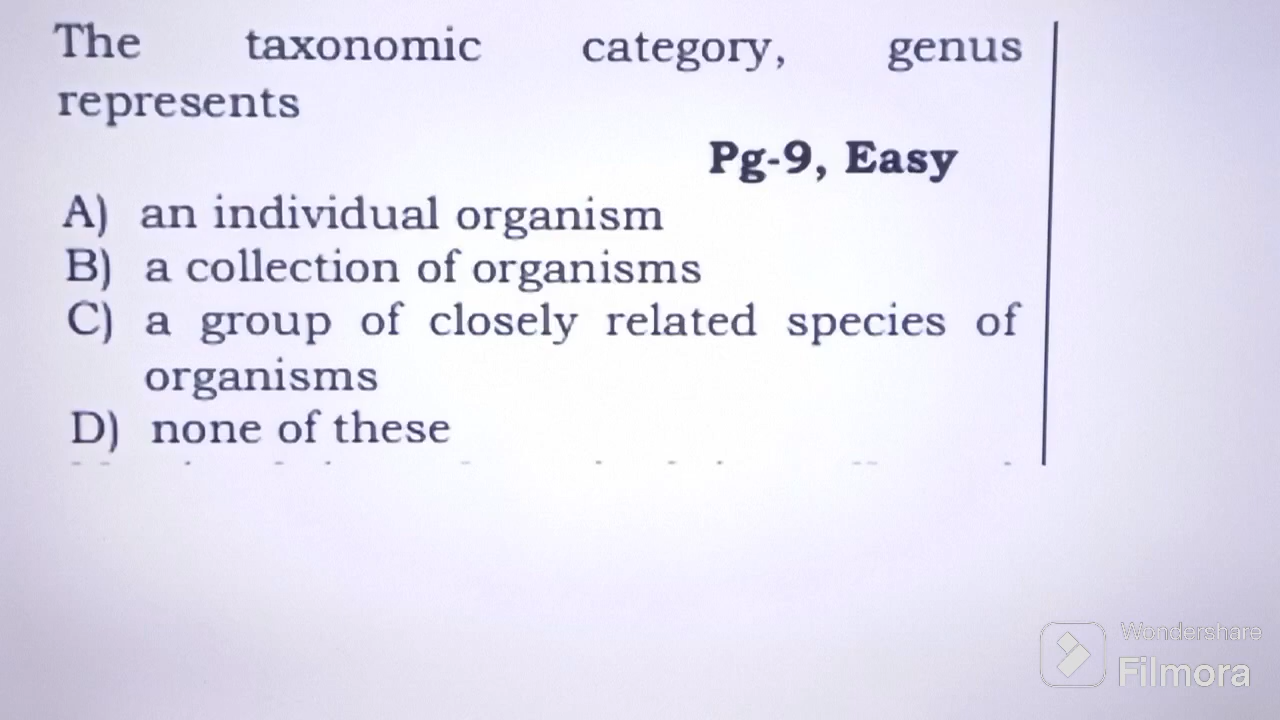 The taxonomic category, genus
represents
Pg-9, Easy
A) an individual organism
B) a collection of organisms
C) a group of closely related species of
organisms
D) none of these
Wondershare
Filmora